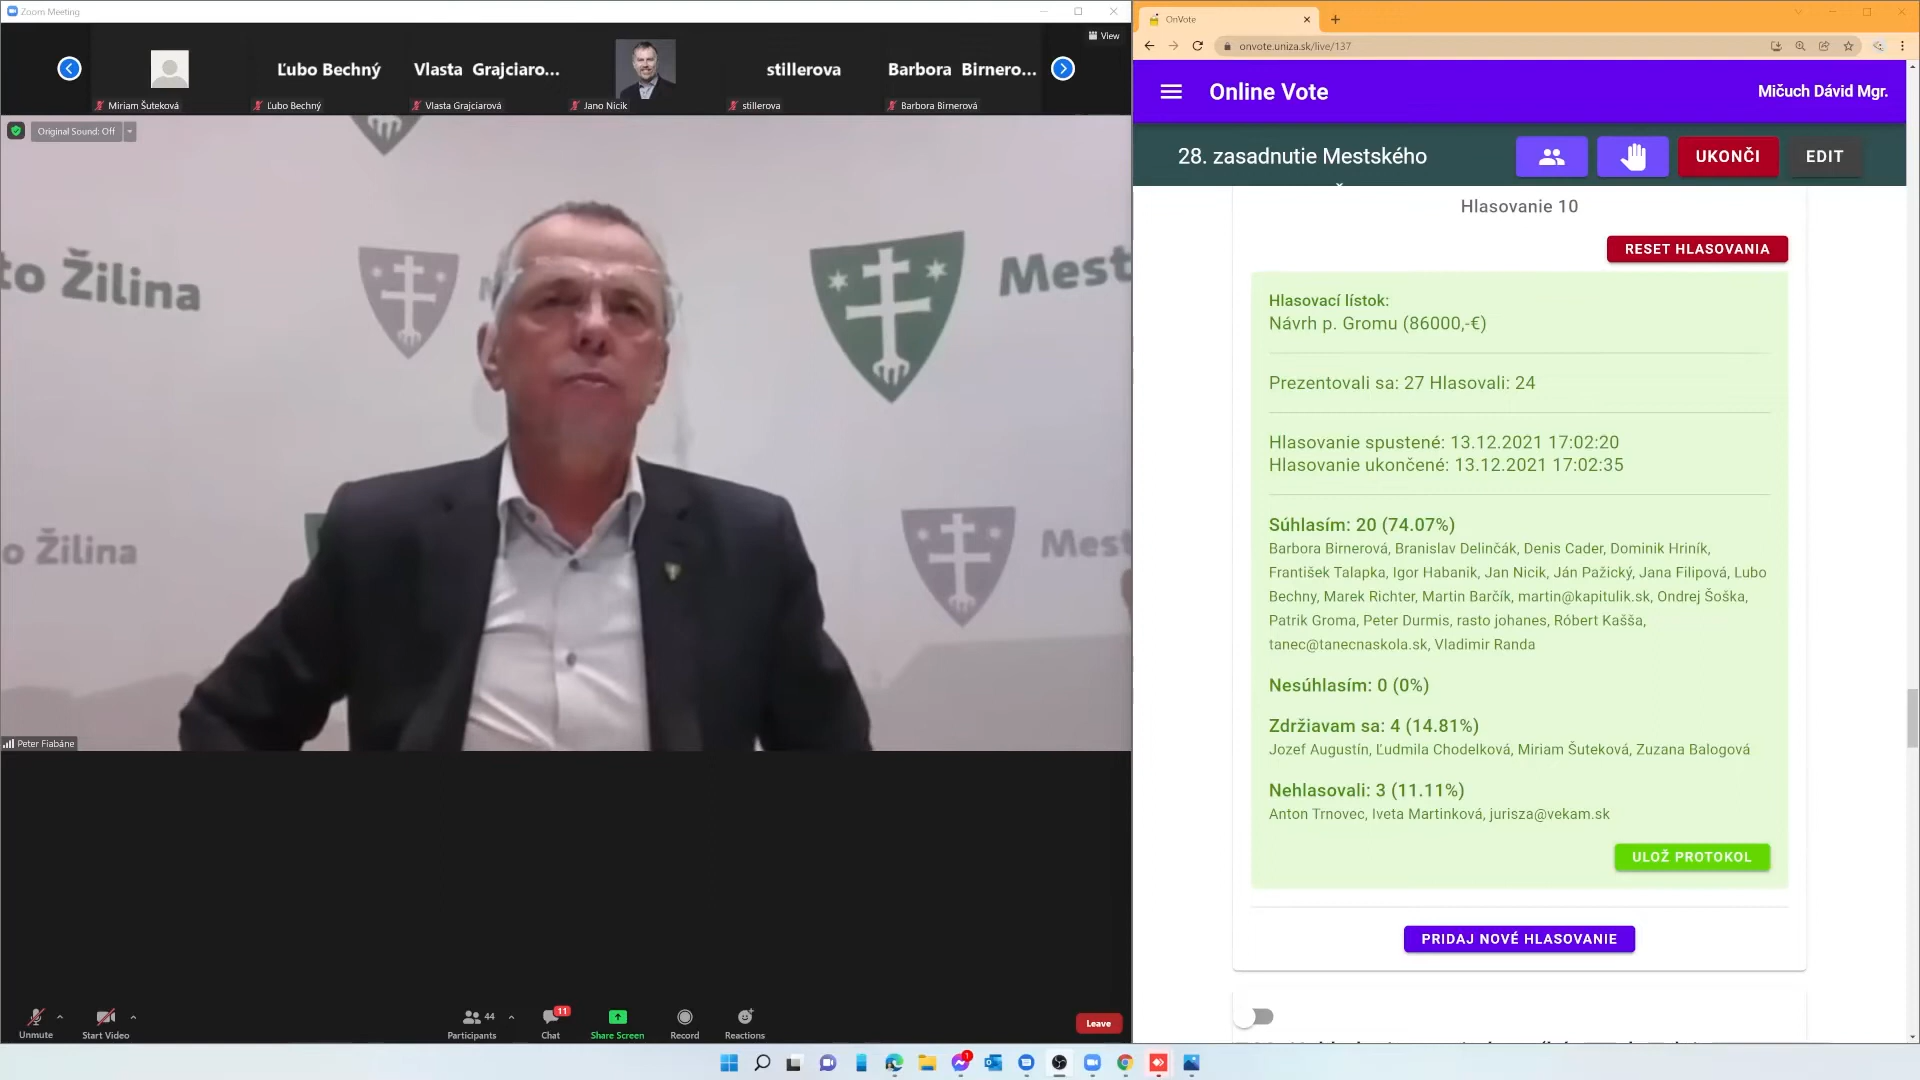 Zoom Meeting
View
Ľubo Bechný
Vlasta Grajciaro...
stillerova
Barbora Birnero...
Miriam Šuteková
Ľubo Bechný
Vlasta Grajciarová
Jano Nicik
stillerova
Barbora Birnerová
Original Sound: Off
to Žilina
Mest
o Žilina
Mest
Peter Fiabáne
Unmute
Start Video
44
Participants
11
Chat
Share Screen
Record
Reactions
Leave
OnVote
onvote.uniza.sk/live/137
Online Vote
Mičuch Dávid Mgr.
28. zasadnutie Mestského
UKONČI
EDIT
Hlasovanie 10
RESET HLASOVANIA
Hlasovací lístok:
Návrh p. Gromu (86000,-€)
Prezentovali sa: 27 Hlasovali: 24
Hlasovanie spustené: 13.12.2021 17:02:20
Hlasovanie ukončené: 13.12.2021 17:02:35
Súhlasím: 20 (74.07%)
Barbora Birnerová, Branislav Delinčák, Denis Cader, Dominik Hriník,
František Talapka, Igor Habanik, Jan Nicik, Ján Pažický, Jana Filipová, Lubo
Bechny, Marek Richter, Martin Barčík, martin@kapitulik.sk, Ondrej Šoška,
Patrik Groma, Peter Durmis, rasto johanes, Róbert Kašša,
tanec@tanecnaskola.sk, Vladimir Randa
Nesúhlasím: 0 (0%)
Zdržiavam sa: 4 (14.81%)
Jozef Augustín, Ľudmila Chodelková, Miriam Šuteková, Zuzana Balogová
Nehlasovali: 3 (11.11%)
Anton Trnovec, Iveta Martinková, jurisza@vekam.sk
ULOŽ PROTOKOL
PRIDAJ NOVÉ HLASOVANIE